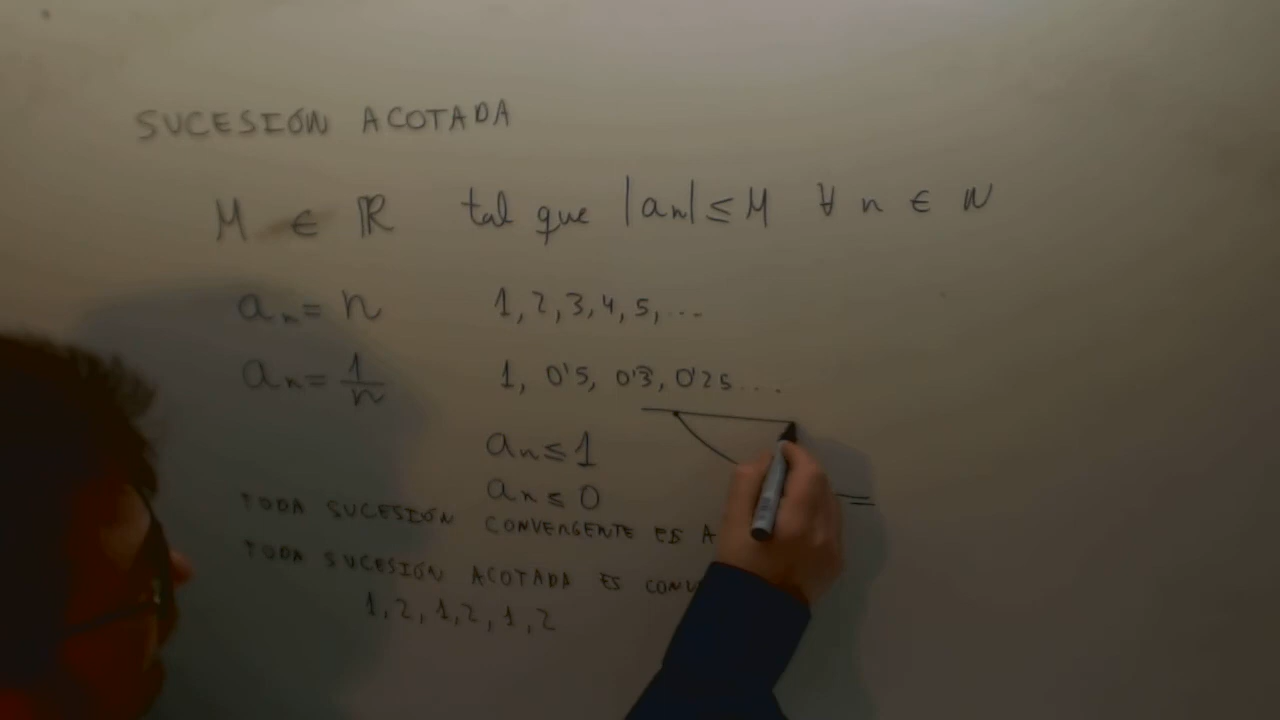 SUCESIÓN ACOTADA
M ∈ ℝ tal que |an| ≤ M ∀ n ∈ N
an = n 1, 2, 3, 4, 5, ...
an = 1/n 1, 0'5, 0'3, 0'25 ....
an ≤ 1
an ≤ 0
TODA SUCESIÓN CONVERGENTE ES
TODA SUCESIÓN ACOTADA ES
1, 2, 1, 2, 1, 2